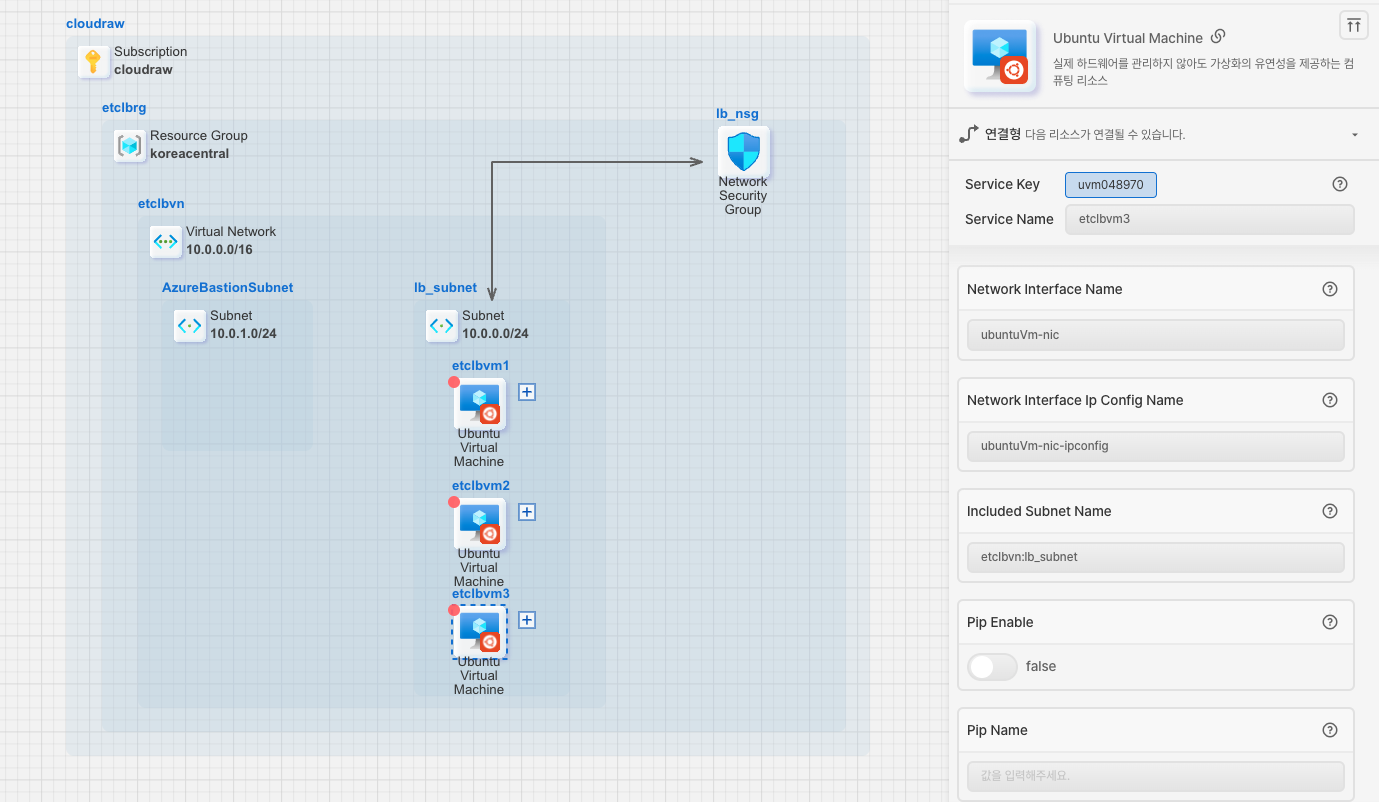 cloudraw
Subscription
cloudraw
etclbrg
Resource Group
koreacentral
lb_nsg
Network
Security
Group
etclbvn
Virtual Network
10.0.0.0/16
AzureBastionSubnet
Subnet
10.0.1.0/24
lb_subnet
Subnet
10.0.0.0/24
etclbvm1
Ubuntu
Virtual
Machine
etclbvm2
Ubuntu
Virtual
Machine
etclbvm3
Ubuntu
Virtual
Machine
Ubuntu Virtual Machine
실제 하드웨어를 관리하지 않아도 가상화의 유연성을 제공하는 컴
퓨팅 리소스
연결형 다음 리소스가 연결될 수 있습니다.
Service Key uvm048970
Service Name etclbvm3
Network Interface Name
ubuntuVm-nic
Network Interface Ip Config Name
ubuntuVm-nic-ipconfig
Included Subnet Name
etclbvn:lb_subnet
Pip Enable
false
Pip Name
값을 입력해주세요.